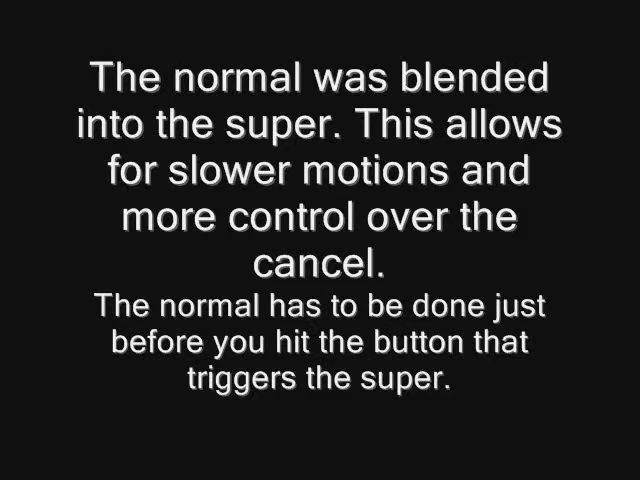 The normal was blended
into the super. This allows
for slower motions and
more control over the
cancel.
The normal has to be done just
before you hit the button that
triggers the super.